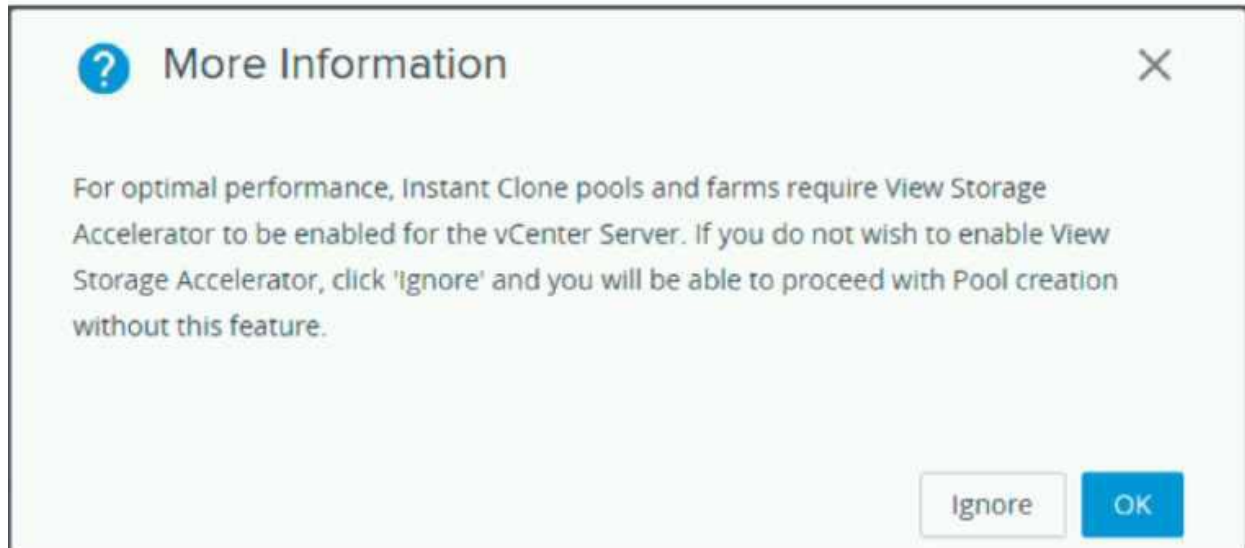 More Information
For optimal performance, Instant Clone pools and farms require View Storage
Accelerator to be enabled for the vCenter Server. If you do not wish to enable View
Storage Accelerator, click 'Ignore' and you will be able to proceed with Pool creation
without this feature.
Ignore OK